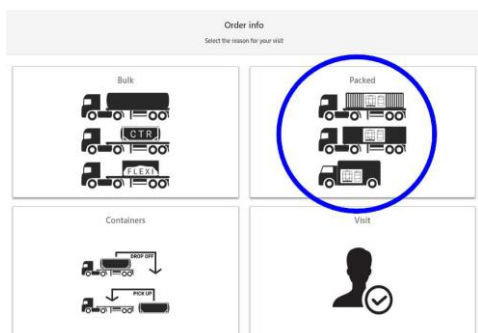 Order info
Select the reason for your visit
Bulk
Packed
CTR
FLEXI
Containers
Visit
DROP OFF
PICK UP